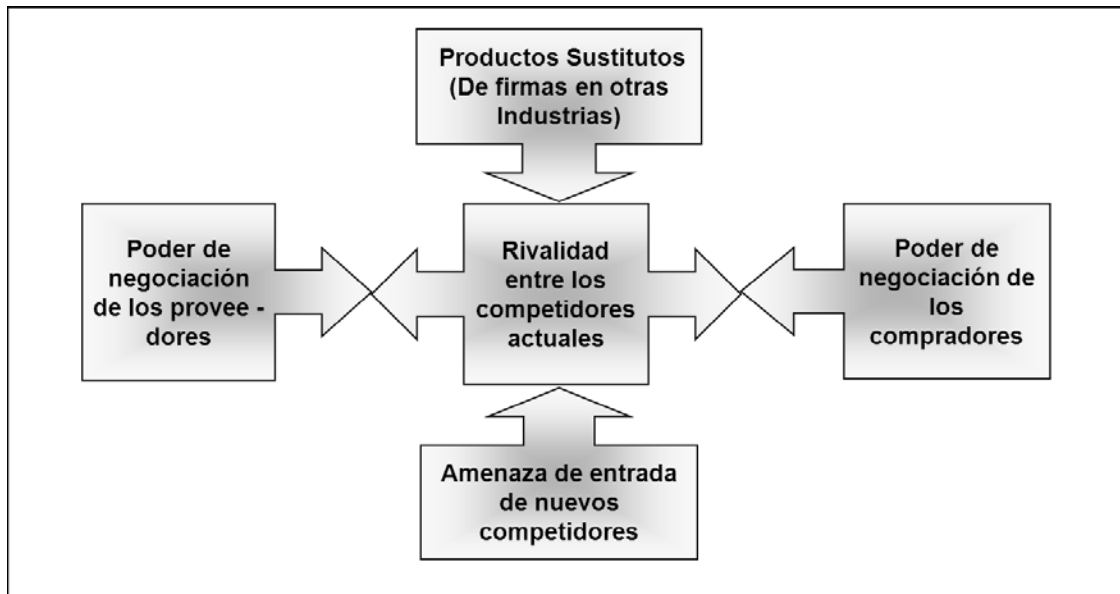 Productos Sustitutos
(De firmas en otras
Industrias)
Poder de
negociación
de los provee -
dores
Rivalidad
entre los
competidores
actuales
Poder de
negociación de
los
compradores
Amenaza de entrada
de nuevos
competidores